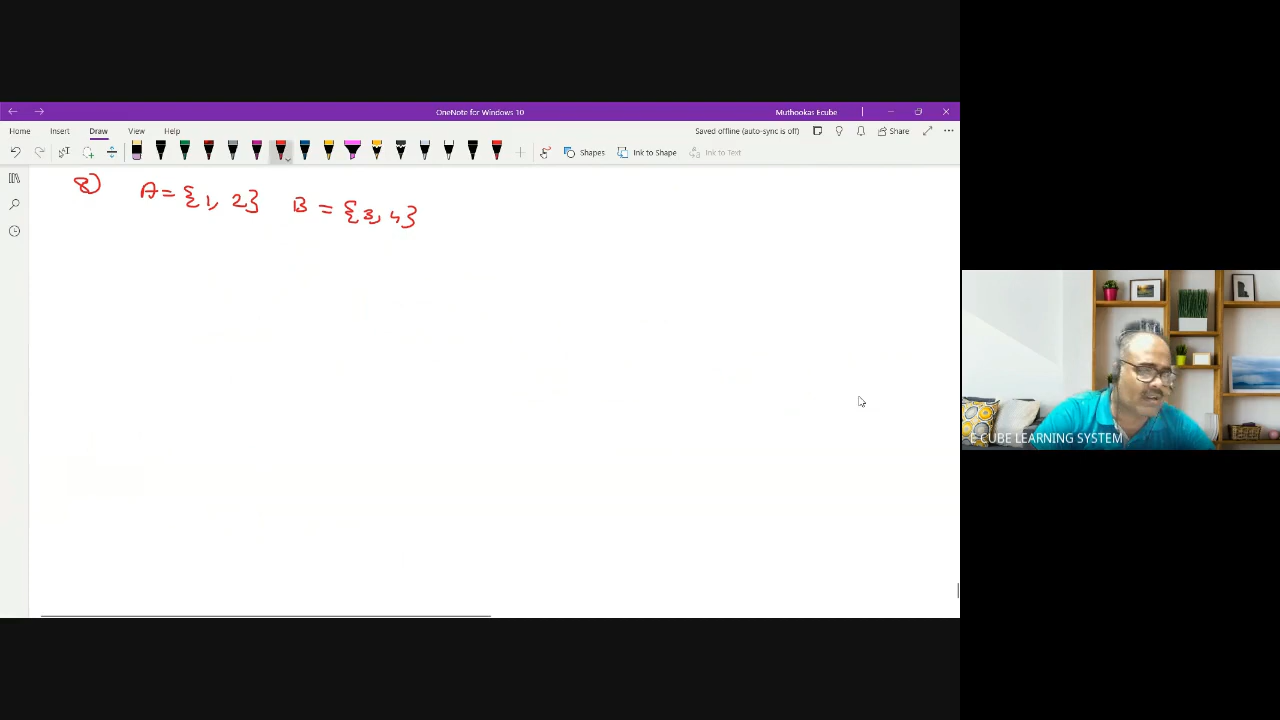 OneNote for Windows 10
Muthookas Ecube
Home Insert Draw View Help
Saved offline (auto-sync is off)
Share
Shapes
Ink to Shape
Ink to Text
8) A = {1, 2} B = {3, 4}
E CUBE LEARNING SYSTEM